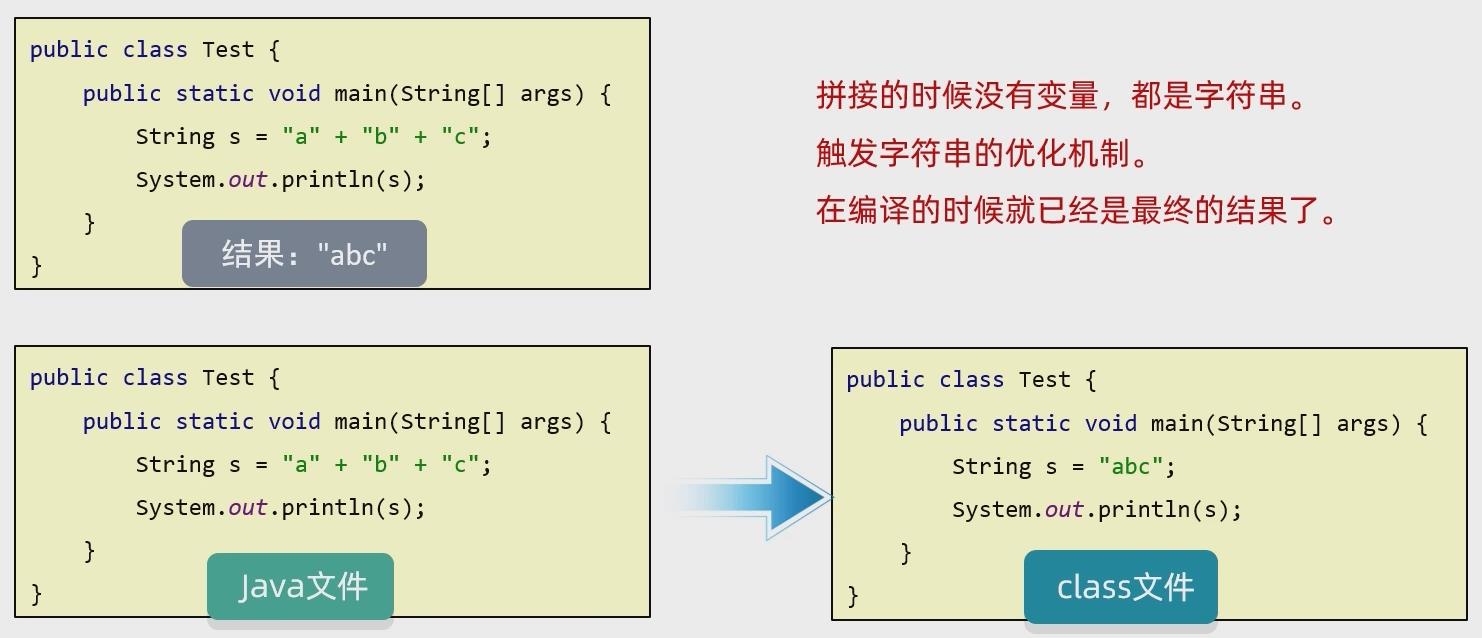 public class Test {
    public static void main(String[] args) {
        String s = "a" + "b" + "c";
        System.out.println(s);
    }
}
结果："abc"
拼接的时候没有变量，都是字符串。
触发字符串的优化机制。
在编译的时候就已经是最终的结果了。
public class Test {
    public static void main(String[] args) {
        String s = "a" + "b" + "c";
        System.out.println(s);
    }
}
Java文件
public class Test {
    public static void main(String[] args) {
        String s = "abc";
        System.out.println(s);
    }
}
class文件